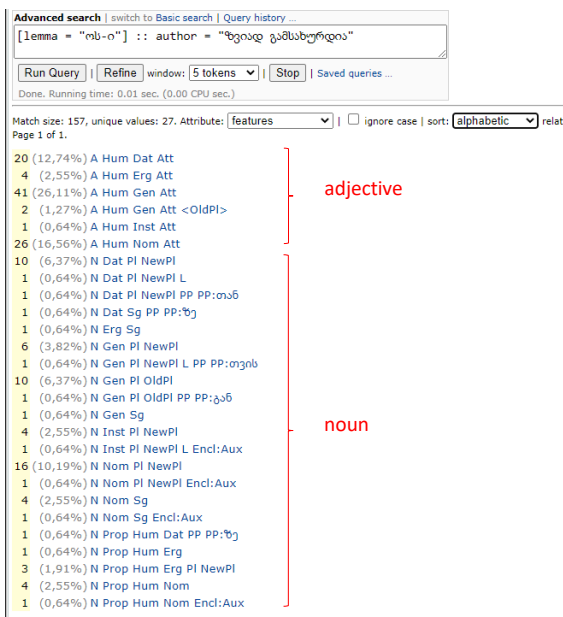 Advanced search | switch to Basic search | Query history ...
[lemma = "ოს-ი"] :: author = "ზვიად გამსახურდია"
Run Query | Refine window: 5 tokens | Stop | Saved queries ...
Done. Running time: 0.01 sec. (0.00 CPU sec.)
Match size: 157, unique values: 27. Attribute: features | ignore case | sort: alphabetic relat
Page 1 of 1.
20 (12,74%) A Hum Dat Att
4 (2,55%) A Hum Erg Att
41 (26,11%) A Hum Gen Att
2 (1,27%) A Hum Gen Att <OldPl>
1 (0,64%) A Hum Inst Att
26 (16,56%) A Hum Nom Att
adjective
10 (6,37%) N Dat Pl NewPl
1 (0,64%) N Dat Pl NewPl L
1 (0,64%) N Dat Pl NewPl PP PP:თან
1 (0,64%) N Dat Sg PP PP:ზე
1 (0,64%) N Erg Sg
6 (3,82%) N Gen Pl NewPl
1 (0,64%) N Gen Pl NewPl L PP PP:თვის
10 (6,37%) N Gen Pl OldPl
1 (0,64%) N Gen Pl OldPl PP PP:გან
1 (0,64%) N Gen Sg
4 (2,55%) N Inst Pl NewPl
1 (0,64%) N Inst Pl NewPl L Encl:Aux
16 (10,19%) N Nom Pl NewPl
1 (0,64%) N Nom Pl NewPl Encl:Aux
4 (2,55%) N Nom Sg
1 (0,64%) N Nom Sg Encl:Aux
1 (0,64%) N Prop Hum Dat PP PP:ზე
1 (0,64%) N Prop Hum Erg
3 (1,91%) N Prop Hum Erg Pl NewPl
4 (2,55%) N Prop Hum Nom
1 (0,64%) N Prop Hum Nom Encl:Aux
noun